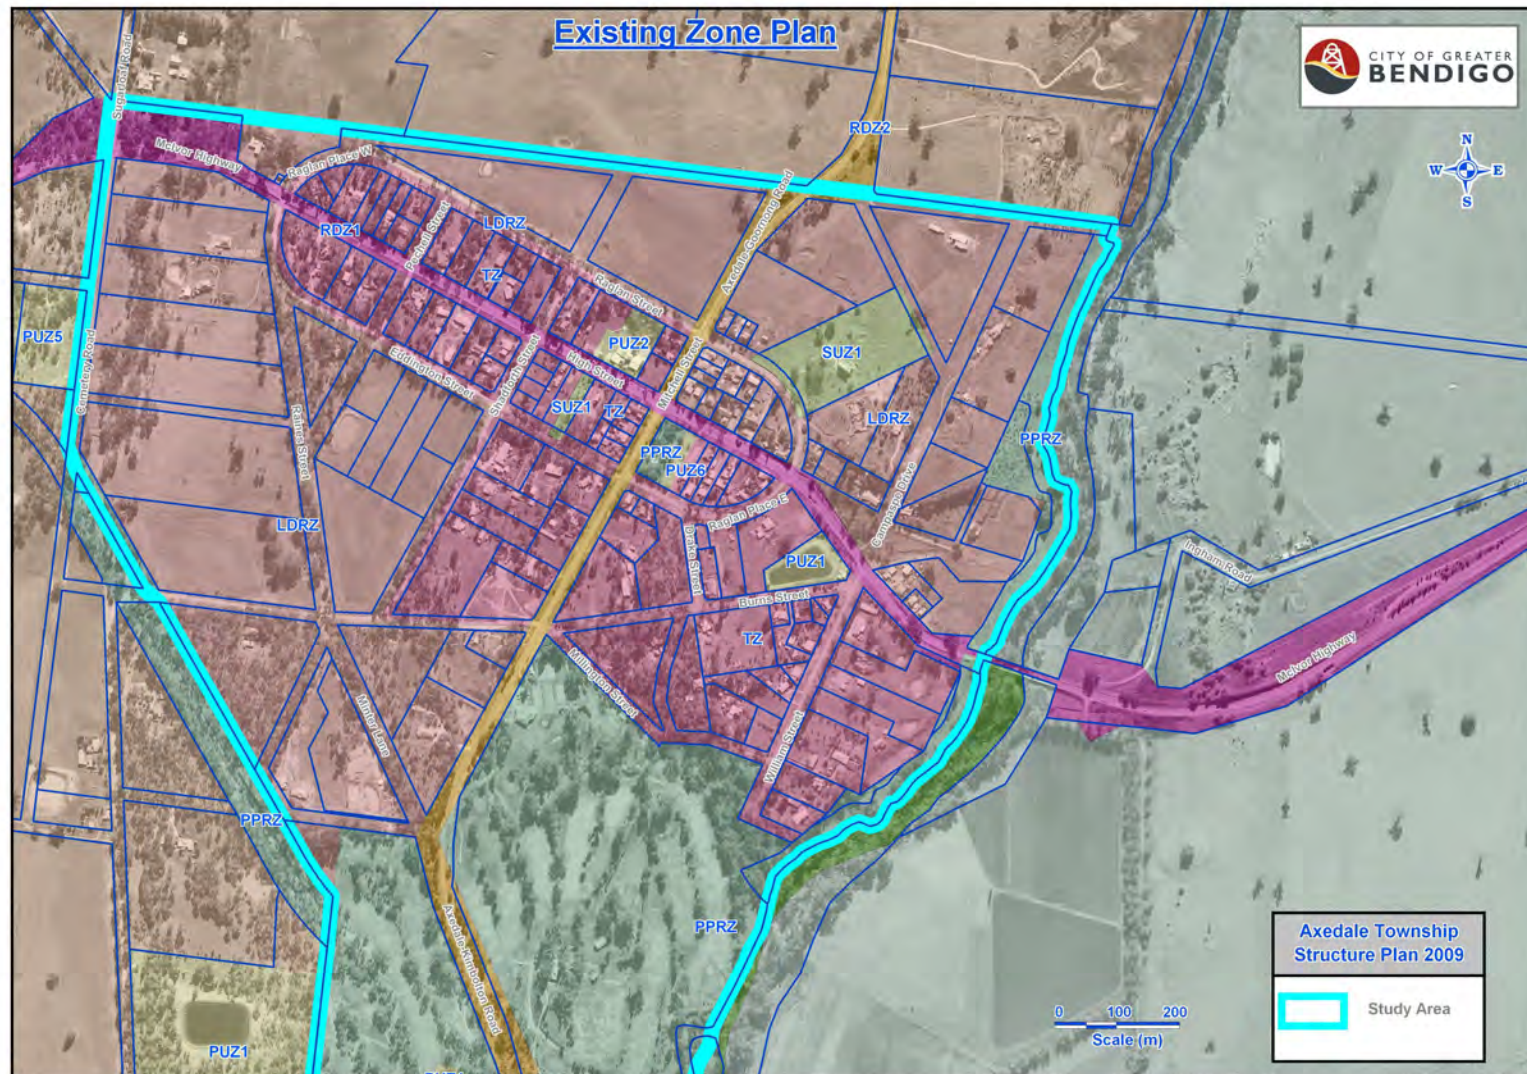 Existing Zone Plan
CITY OF GREATER
BENDIGO
N
W
E
S
Sugarloaf Road
McIvor Highway
Raglan Place W
RDZ2
RDZ1
Pechell Street
LDRZ
TZ
Raglan Street
Axedale-Goornong Road
PUZ5
Cemetery Road
Eddington Street
Shadforth Street
High Street
PUZ2
Mitchell Street
SUZ1
SUZ1
TZ
LDRZ
PPRZ
PPRZ
PUZ6
Raines Street
LDRZ
Raglan Place E
Campaspe Drive
Drake Street
PUZ1
Burns Street
Ingham Road
TZ
McIvor Highway
Millington Street
Minter Lane
William Street
PPRZ
PPRZ
Axedale-Kimbolton Road
PUZ1
Axedale Township
Structure Plan 2009
Study Area
0 100 200
Scale (m)